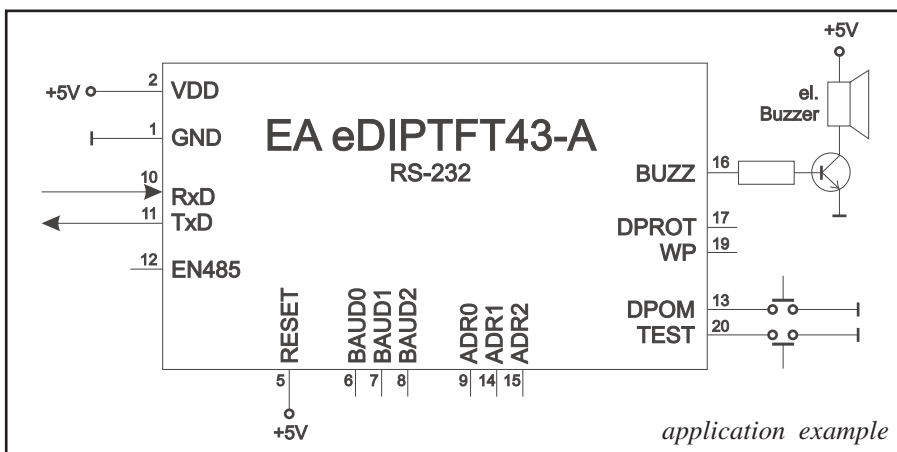 +5V
2 VDD
+5V
el.
Buzzer
1 GND
EA eDIPTFT43-A
RS-232
16 BUZZ
10 RxD
11 TxD
17 DPROT
19 WP
12 EN485
13 DPOM
20 TEST
RESET BAUD0 BAUD1 BAUD2 ADR0 ADR1 ADR2
5 6 7 8 9 14 15
+5V
application example